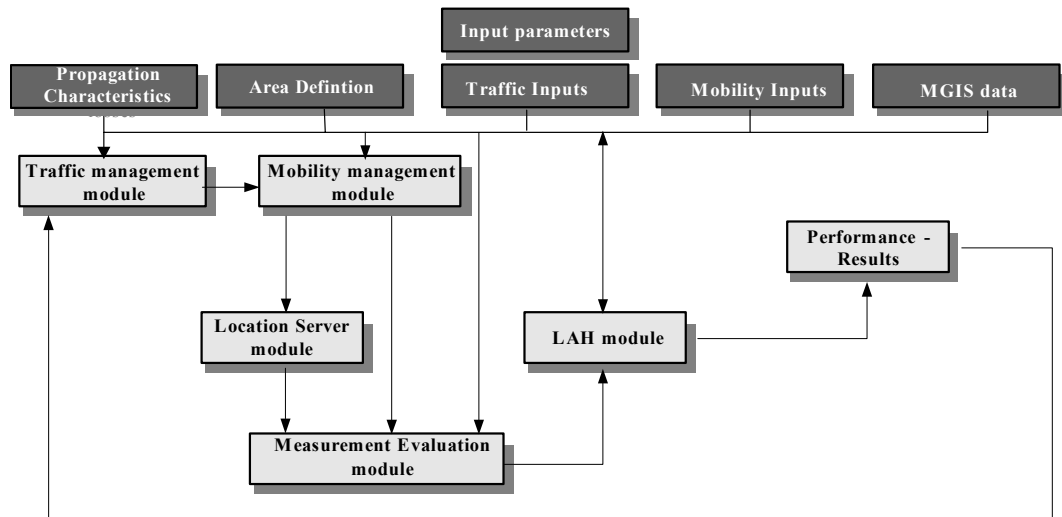 Input parameters
Propagation
Characteristics
Area Defintion
Traffic Inputs
Mobility Inputs
MGIS data
Traffic management
module
Mobility management
module
Performance -
Results
Location Server
module
LAH module
Measurement Evaluation
module